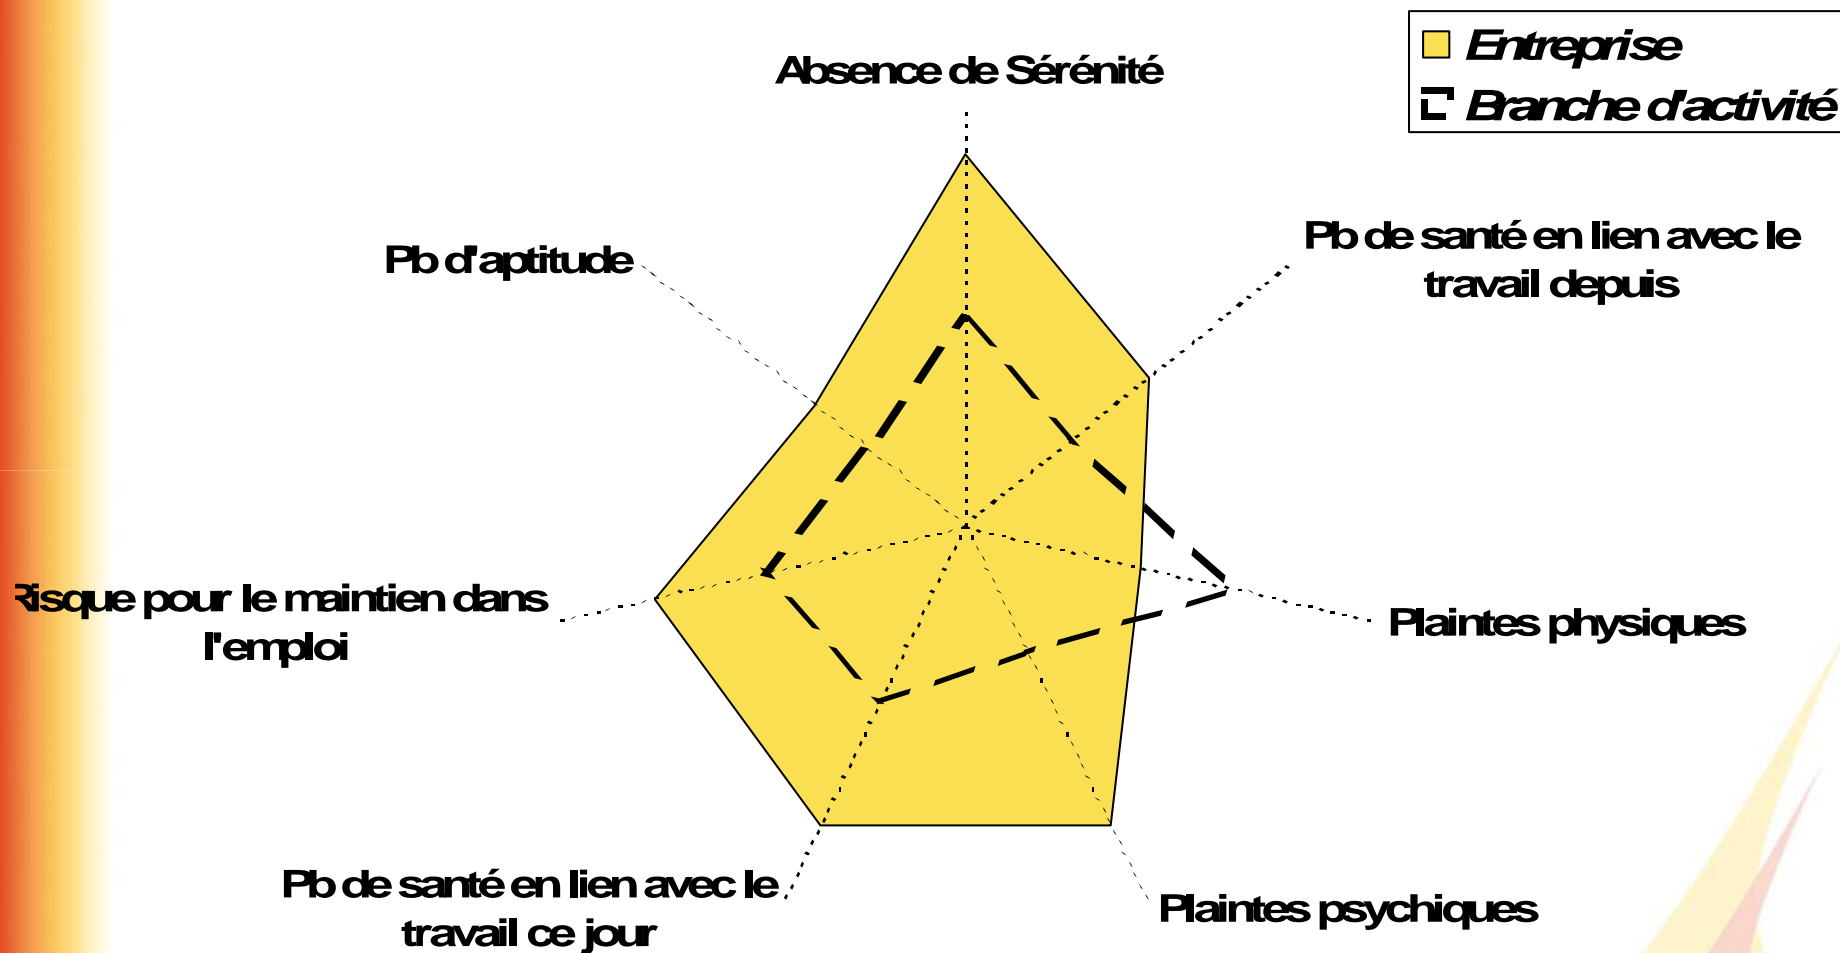 Entreprise
Branche d'activité
Absence de Sérénité
Pb de santé en lien avec le
travail depuis
Pb d'aptitude
Risque pour le maintien dans
l'emploi
Plaintes physiques
Pb de santé en lien avec le
travail ce jour
Plaintes psychiques